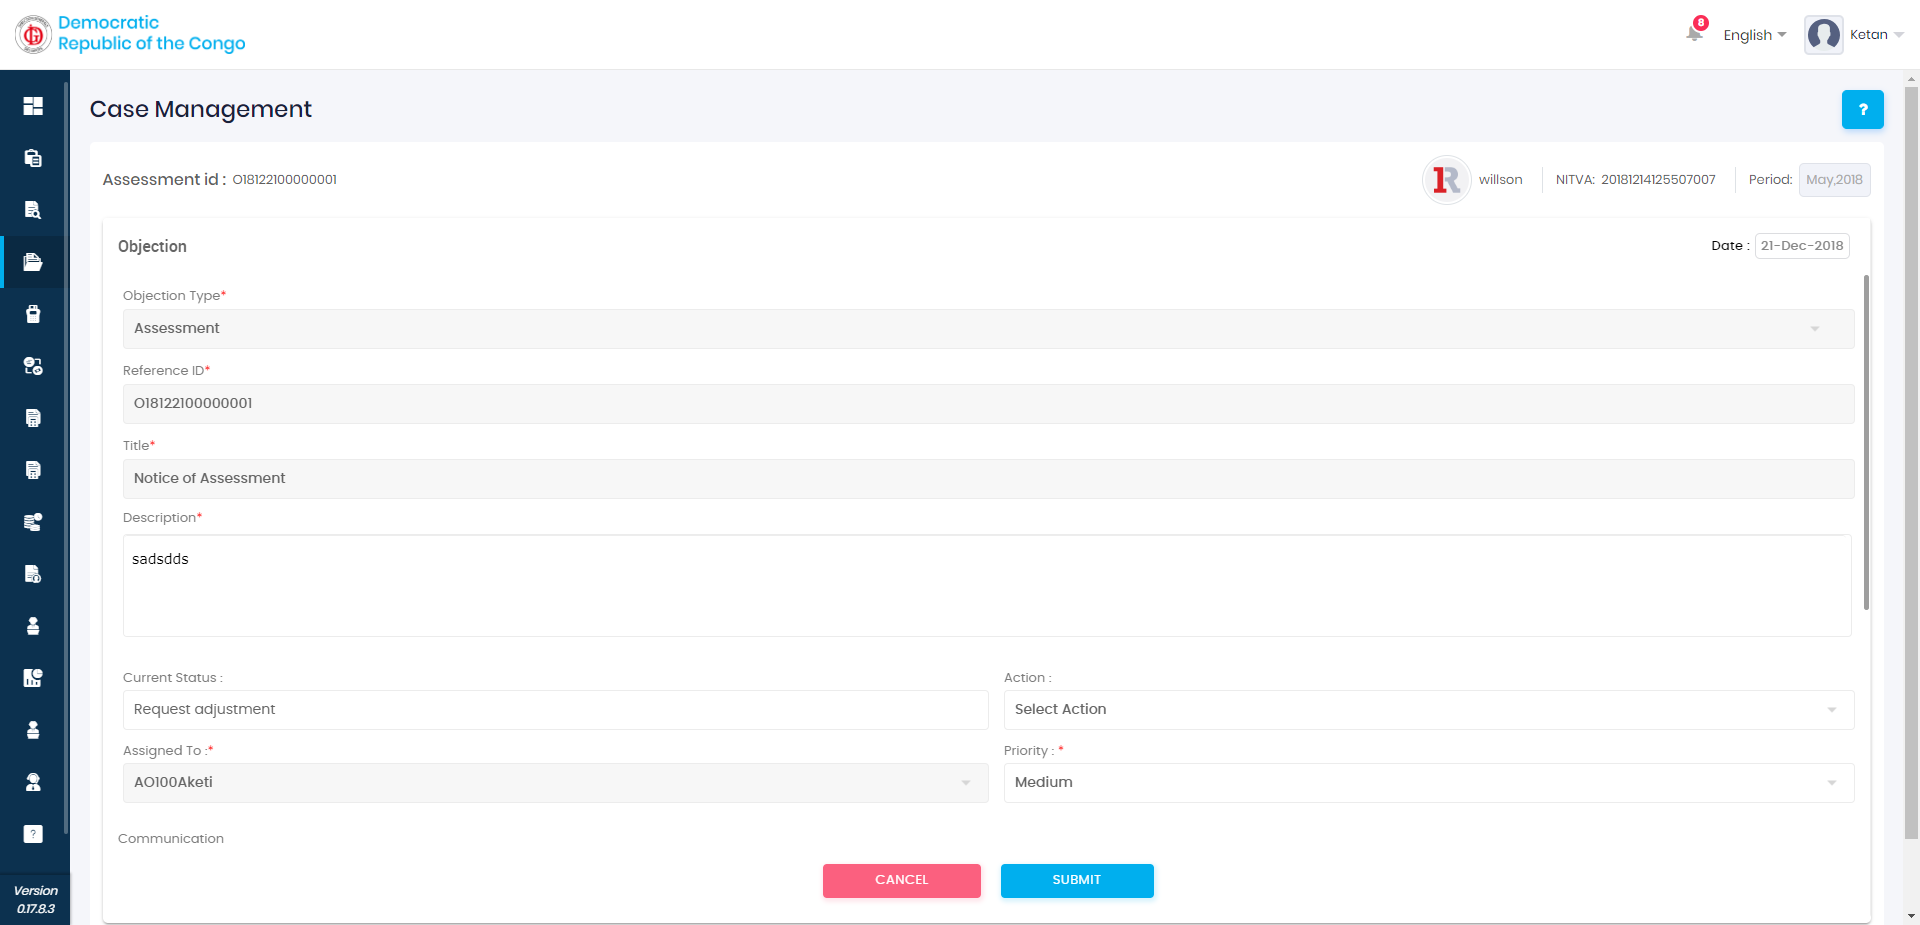 Democratic
Republic of the Congo
8
English
Ketan
Case Management
?
Assessment id : O18122100000001
1R
willson
NITVA: 20181214125507007
Period: May,2018
Objection
Date : 21-Dec-2018
Objection Type*
Assessment
Reference ID*
O18122100000001
Title*
Notice of Assessment
Description*
sadsdds
Current Status :
Action :
Request adjustment
Select Action
Assigned To :*
Priority : *
AO100Aketi
Medium
Communication
CANCEL
SUBMIT
?
Version
0.17.8.3